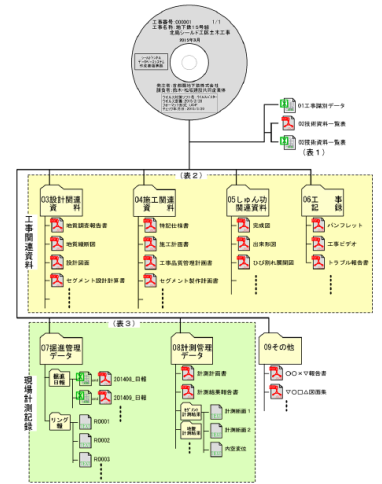 工事番号:000001 1/1
工事名称:地下鉄10号線
北風シールド工区土木工事
2015年8月
01工事識別データ
02技術資料一覧表
02技術資料一覧表
(表1)
(表2)
工事関連資料
03設計関連資料
地質調査報告書
地質縦断図
設計図面
セグメント設計計算書
04施工関連資料
特記仕様書
施工計画書
工事品質管理計画書
セグメント製作計画書
05しゅん功関連資料
完成図
出来形図
ひび割れ展開図
06工事記録
パンフレット
工事ビデオ
トラブル報告書
(表3)
現場計測記録
07掘進管理データ
掘進日報
201408_日報
201409_日報
リング報
R0001
R0002
R0003
08計測管理データ
計測計画書
計測結果報告書
計測断面1
計測断面2
内空変位
09その他
○○×▽報告書
▽○□△図面集